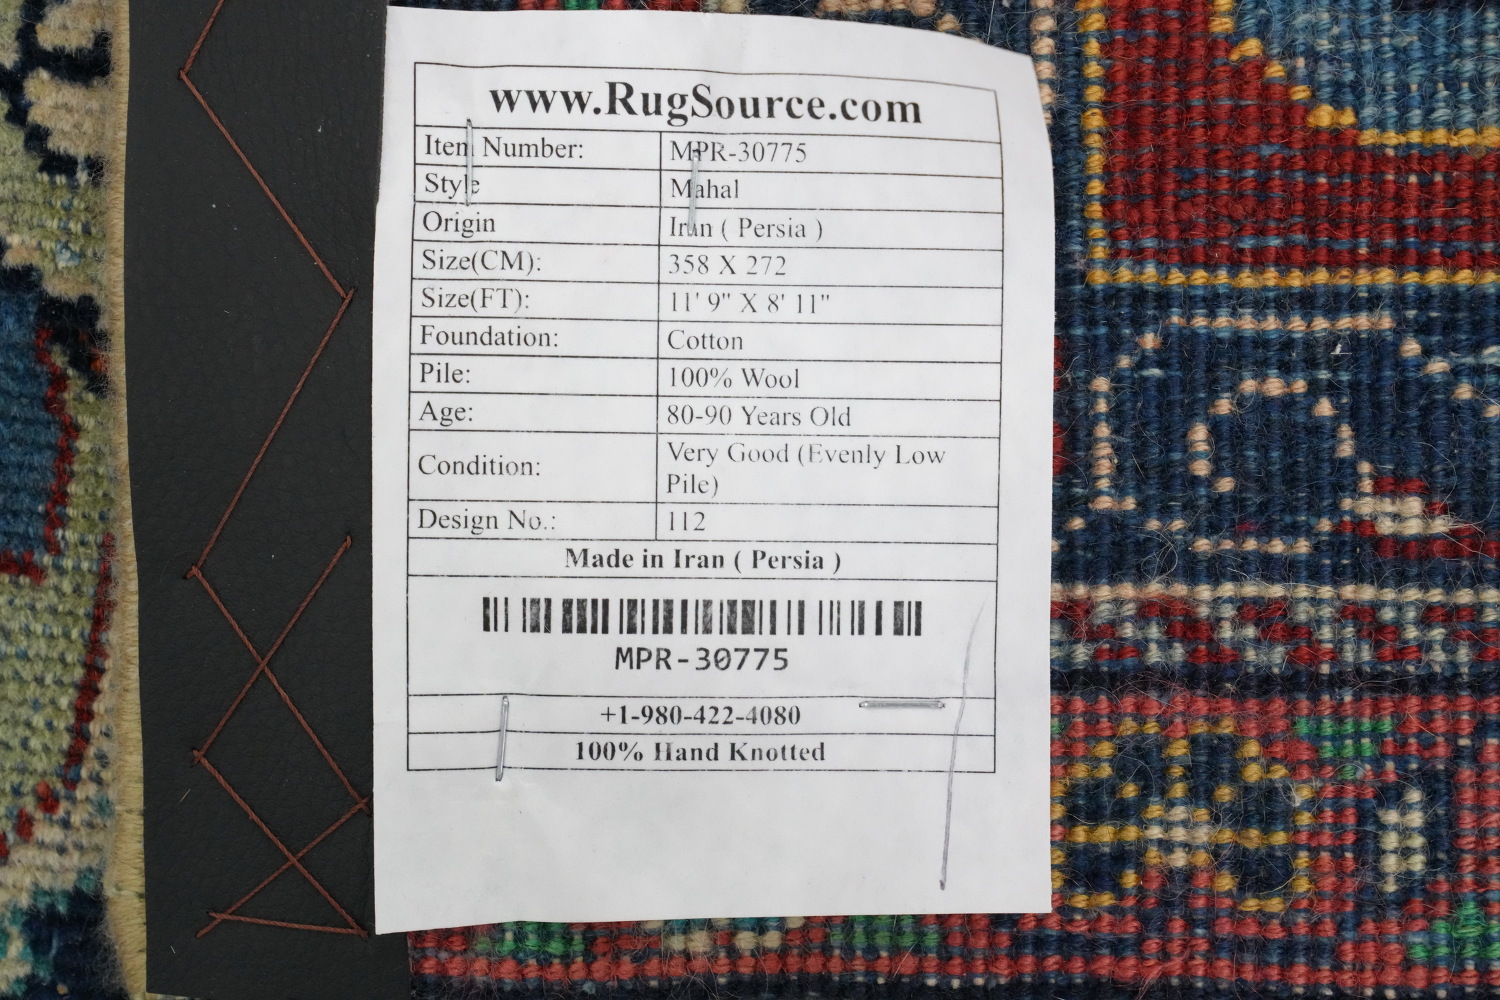 www.RugSource.com
Item Number: MPR-30775
Style Mahal
Origin Iran ( Persia )
Size(CM): 358 X 272
Size(FT): 11' 9" X 8' 11"
Foundation: Cotton
Pile: 100% Wool
Age: 80-90 Years Old
Condition: Very Good (Evenly Low
Pile)
Design No.: 112
Made in Iran ( Persia )
MPR-30775
+1-980-422-4080
100% Hand Knotted